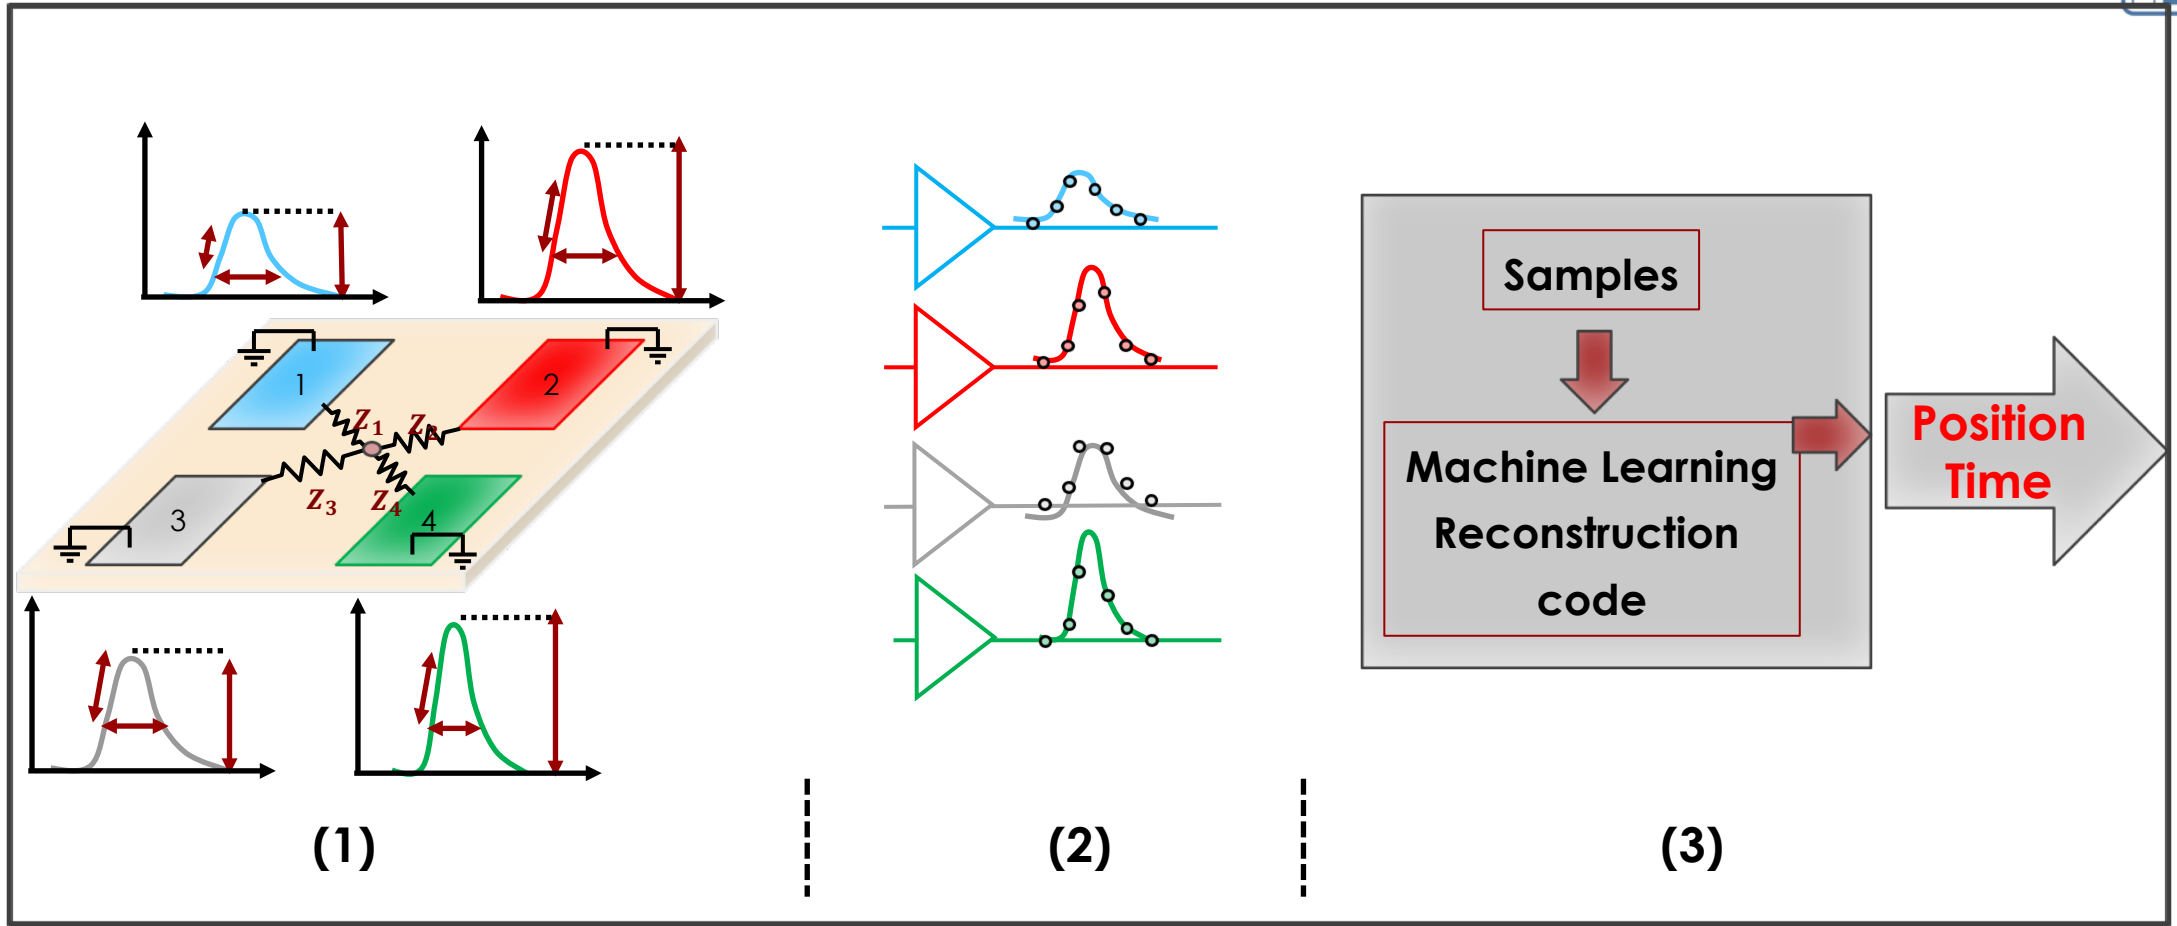 1
2
Z₁
Z₂
Z₃
Z₄
3
4
Samples
Machine Learning
Reconstruction
code
Position
Time
(1)
(2)
(3)